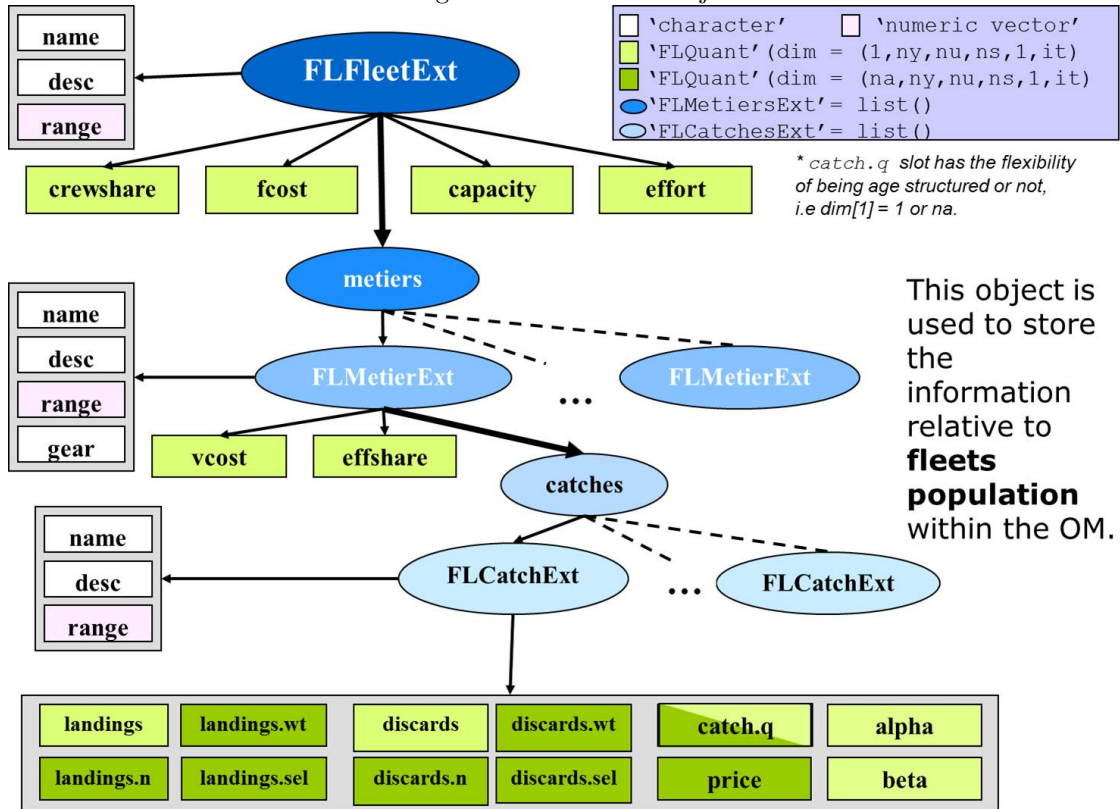 name
desc
range
FLFleetExt
'character' 'numeric vector'
'FLQuant'(dim = (1,ny,nu,ns,1,it)
'FLQuant'(dim = (na,ny,nu,ns,1,it)
'FLMetiersExt'= list()
'FLCatchesExt'= list()
* catch.q slot has the flexibility
of being age structured or not,
i.e dim[1] = 1 or na.
crewshare fcost capacity effort
metiers
name
desc
range
gear
FLMetierExt ... FLMetierExt
vcost effshare
catches
This object is
used to store
the
information
relative to
fleets
population
within the OM.
name
desc
range
FLCatchExt ... FLCatchExt
landings landings.wt discards discards.wt catch.q alpha
landings.n landings.sel discards.n discards.sel price beta